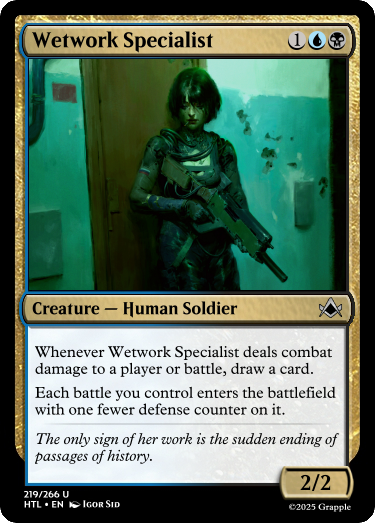 Wetwork Specialist 1
Creature — Human Soldier
Whenever Wetwork Specialist deals combat
damage to a player or battle, draw a card.
Each battle you control enters the battlefield
with one fewer defense counter on it.
The only sign of her work is the sudden ending of
passages of history.
2/2
219/266 U
HTL • EN Igor Sid
©2025 Grapple